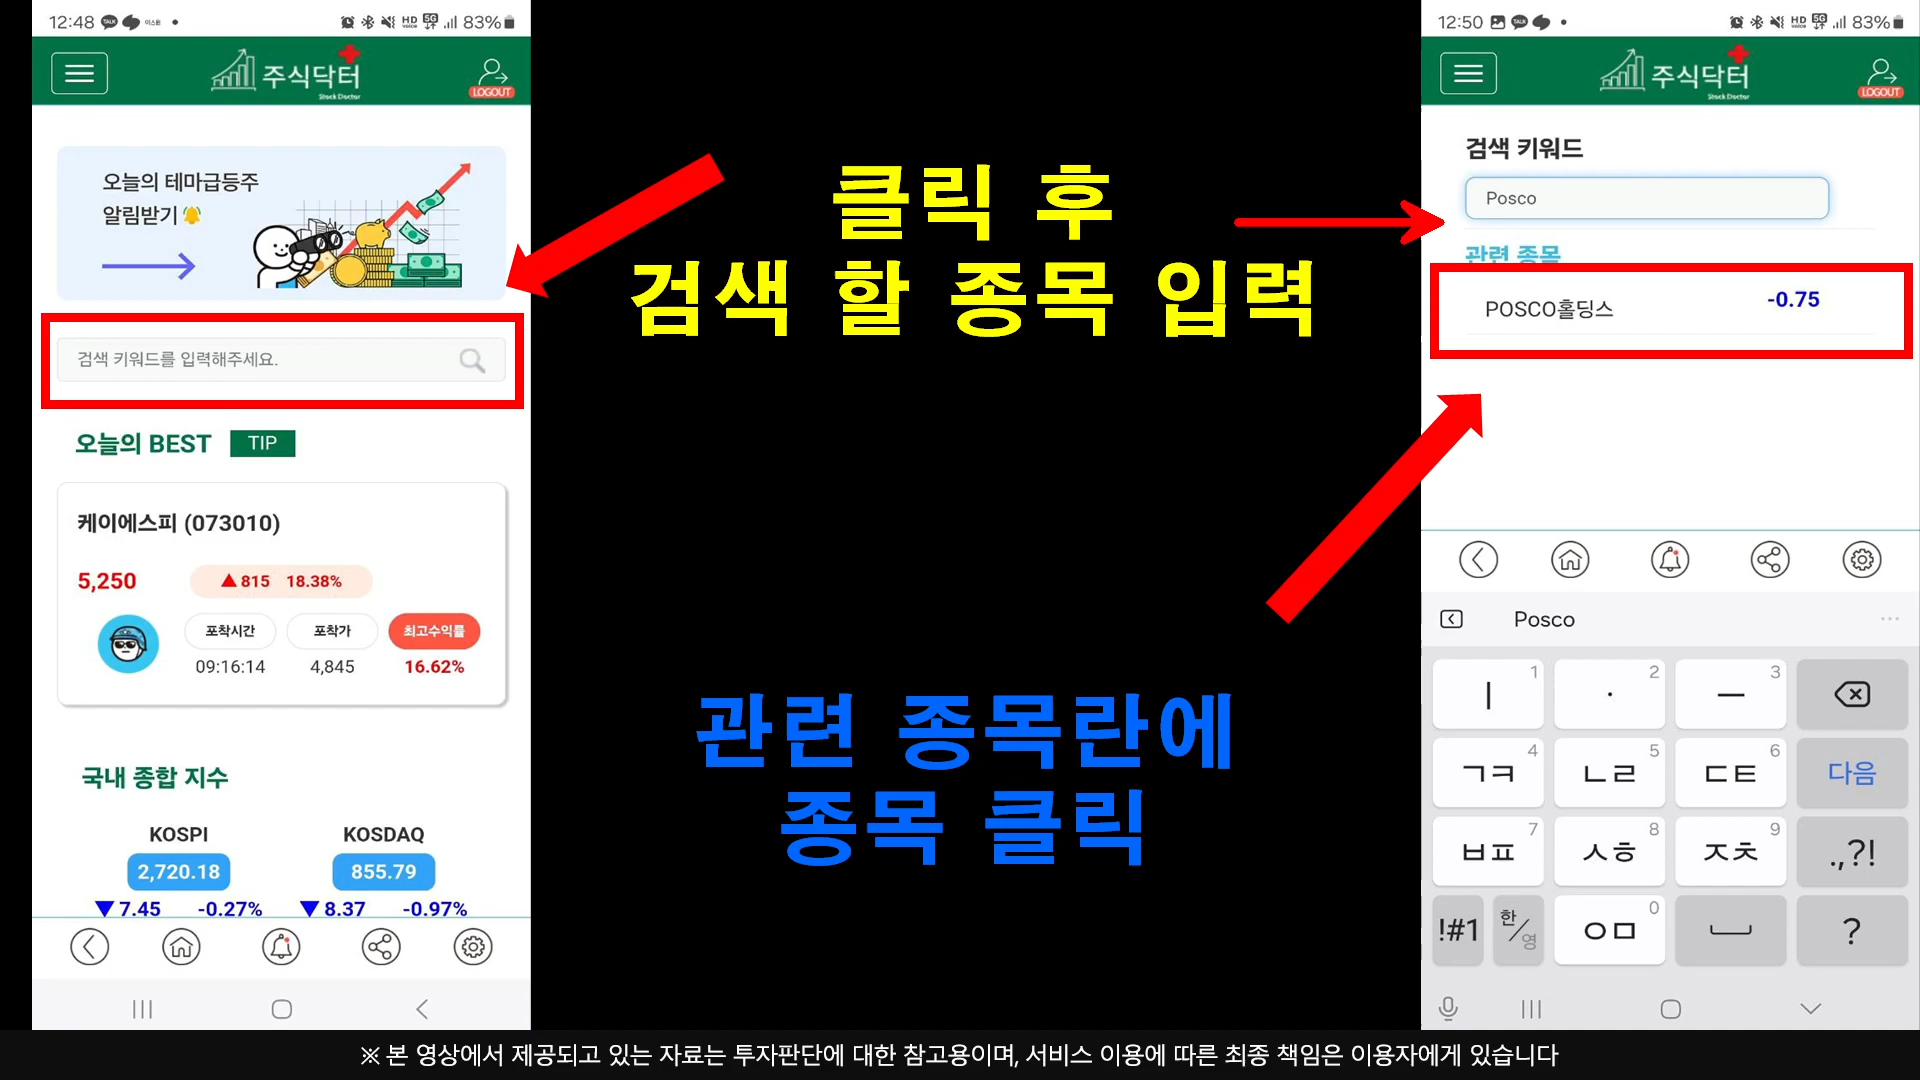 12:48
83%
주식닥터
Stock Doctor
LOGOUT
오늘의 테마급등주
알림받기
검색 키워드를 입력해주세요.
오늘의 BEST TIP
케이에스피 (073010)
5,250 ▲815 18.38%
포착시간 포착가 최고수익률
09:16:14 4,845 16.62%
국내 종합 지수
KOSPI KOSDAQ
2,720.18 855.79
▼7.45 -0.27% ▼8.37 -0.97%
클릭 후
검색 할 종목 입력
관련 종목란에
종목 클릭
12:50
83%
주식닥터
Stock Doctor
LOGOUT
검색 키워드
Posco
관련 종목
POSCO홀딩스 -0.75
Posco
ㅣ 1 · 2 ㅡ 3
ㄱㅋ 4 ㄴㄹ 5 ㄷㅌ 6 다음
ㅂㅍ 7 ㅅㅎ 8 ㅈㅊ 9 .,?!
!#1 한/영 ㅇㅁ 0 ?
※ 본 영상에서 제공되고 있는 자료는 투자판단에 대한 참고용이며, 서비스 이용에 따른 최종 책임은 이용자에게 있습니다